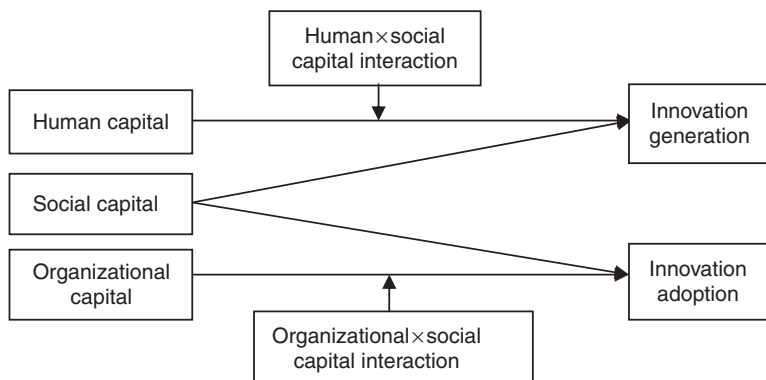 Human×social
capital interaction
Human capital
Innovation
generation
Social capital
Organizational
capital
Innovation
adoption
Organizational×social
capital interaction